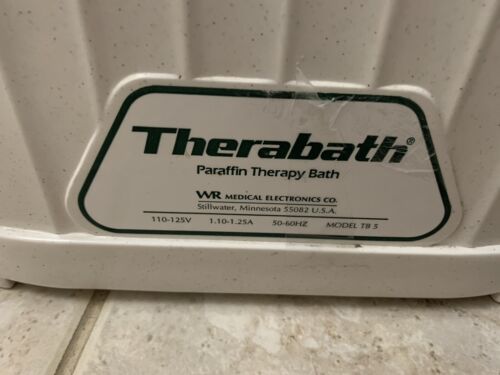 Therabath®
Paraffin Therapy Bath
WR MEDICAL ELECTRONICS CO.
Stillwater, Minnesota 55082 U.S.A.
110-125V 1.10-1.25A 50-60HZ MODEL TB 5